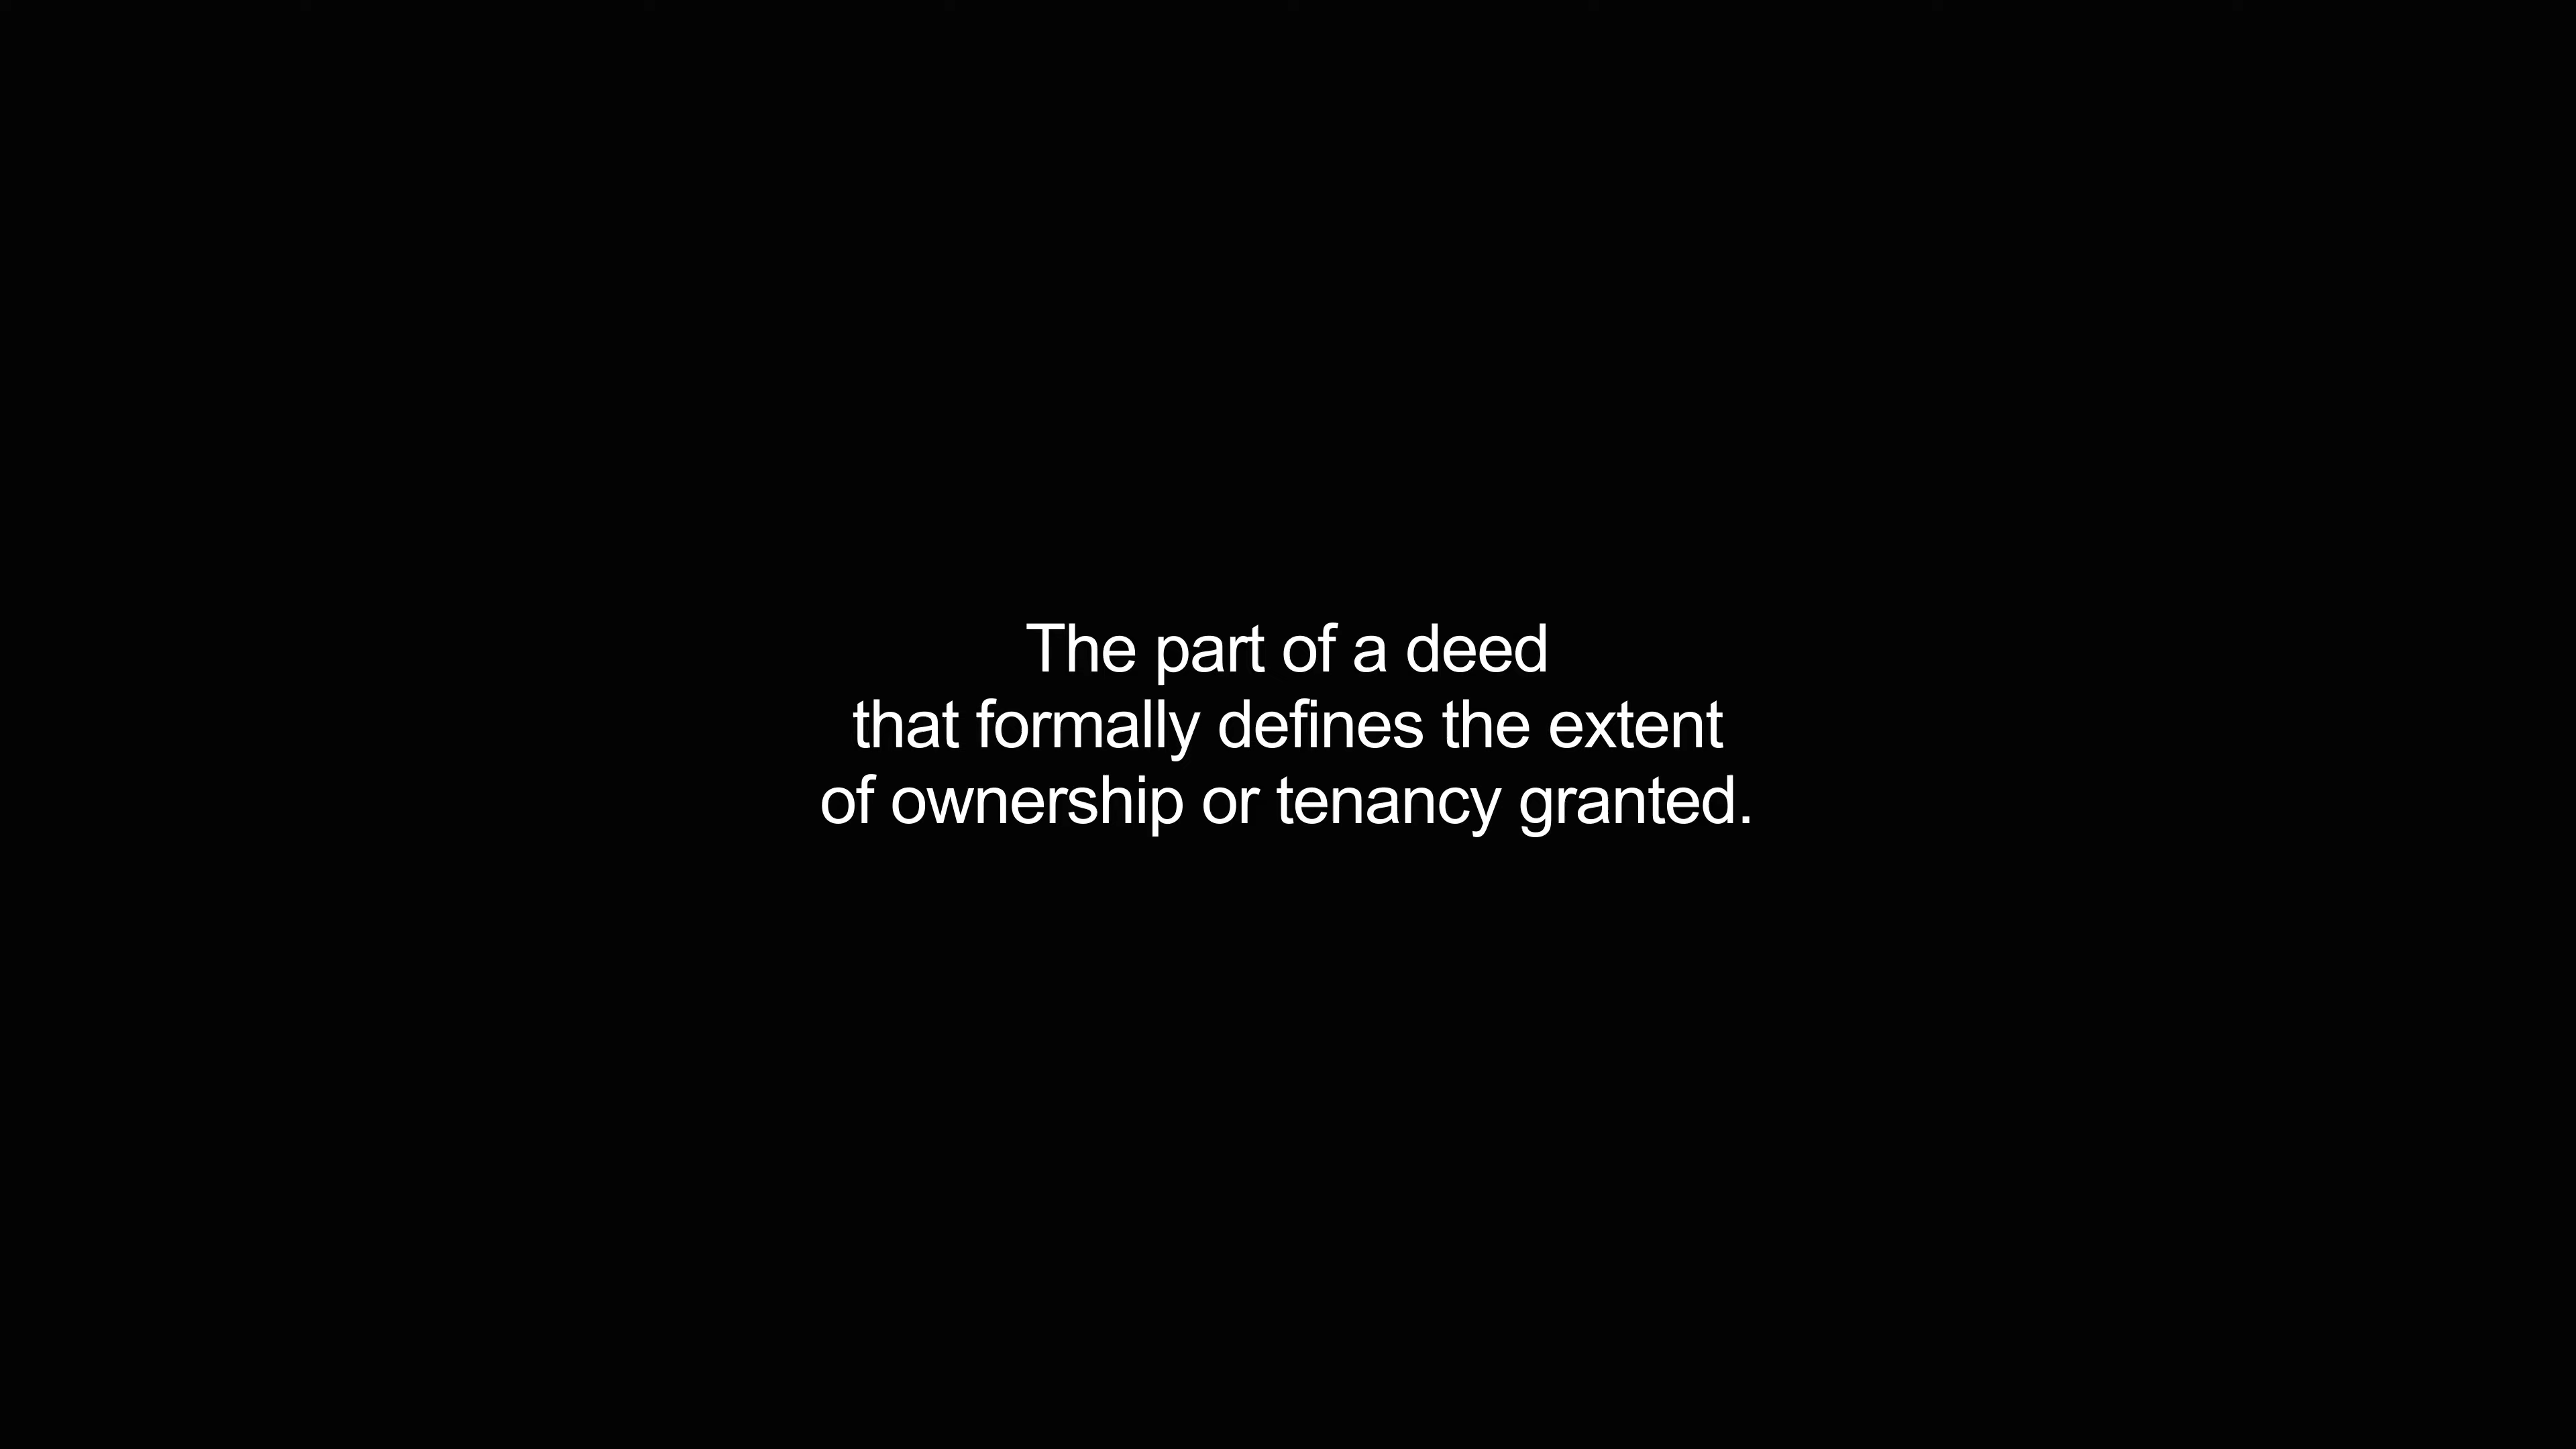 The part of a deed
that formally defines the extent
of ownership or tenancy granted.